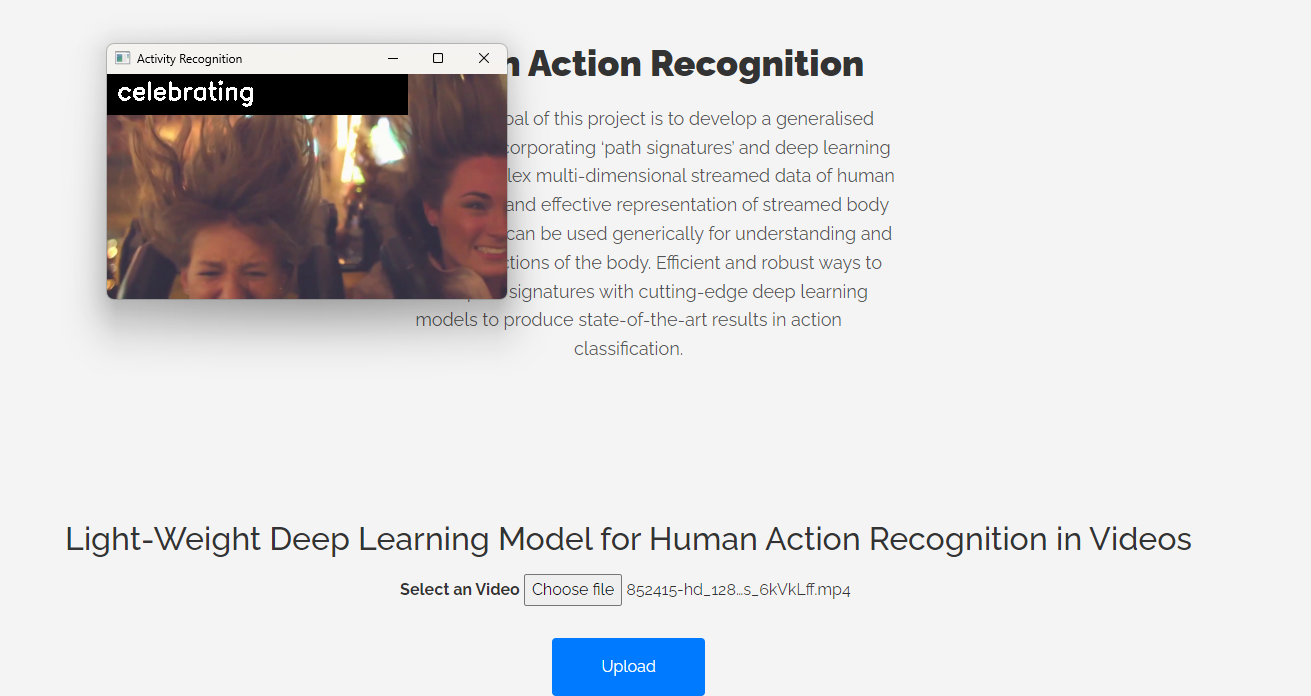 Activity Recognition
celebrating
n Action Recognition
oal of this project is to develop a generalised
corporating ‘path signatures’ and deep learning
lex multi-dimensional streamed data of human
and effective representation of streamed body
can be used generically for understanding and
ctions of the body. Efficient and robust ways to
signatures with cutting-edge deep learning
models to produce state-of-the-art results in action
classification.
Light-Weight Deep Learning Model for Human Action Recognition in Videos
Select an Video Choose file 852415-hd_128…s_6kVkLff.mp4
Upload